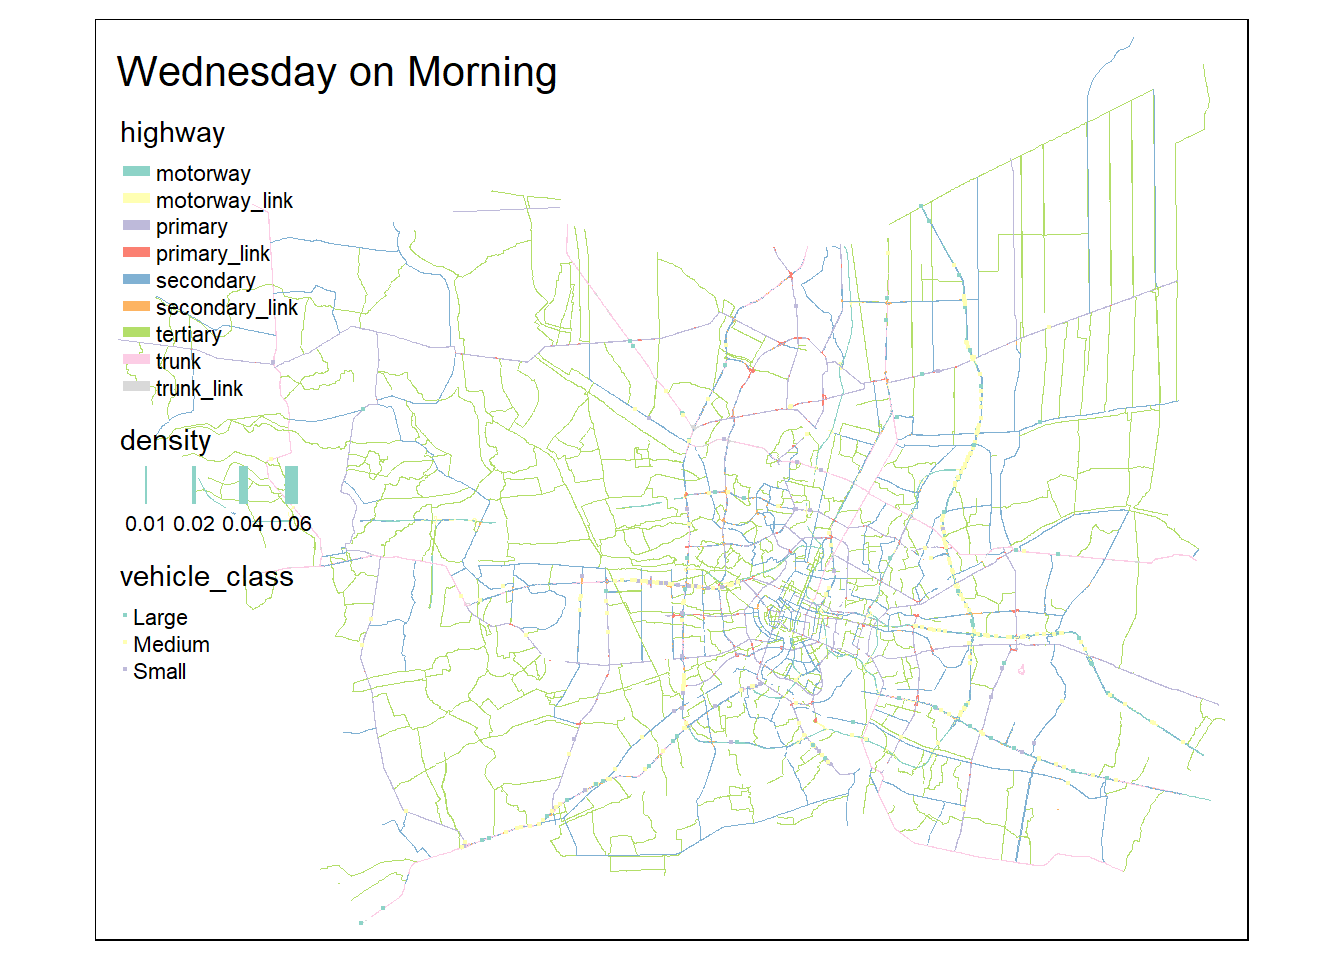 Wednesday on Morning
highway
motorway
motorway_link
primary
primary_link
secondary
secondary_link
tertiary
trunk
trunk_link
density
0.01 0.02 0.04 0.06
vehicle_class
Large
Medium
Small